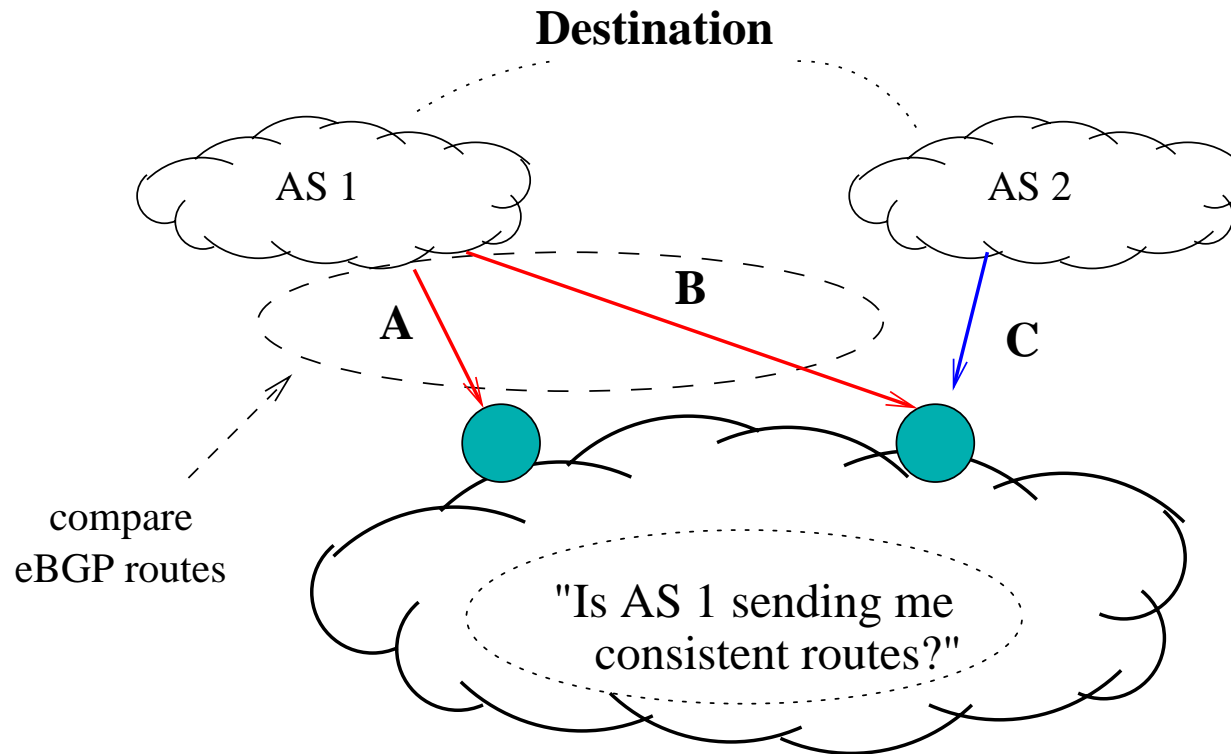 Destination
AS 1
AS 2
B
A
C
compare
eBGP routes
"Is AS 1 sending me
consistent routes?"